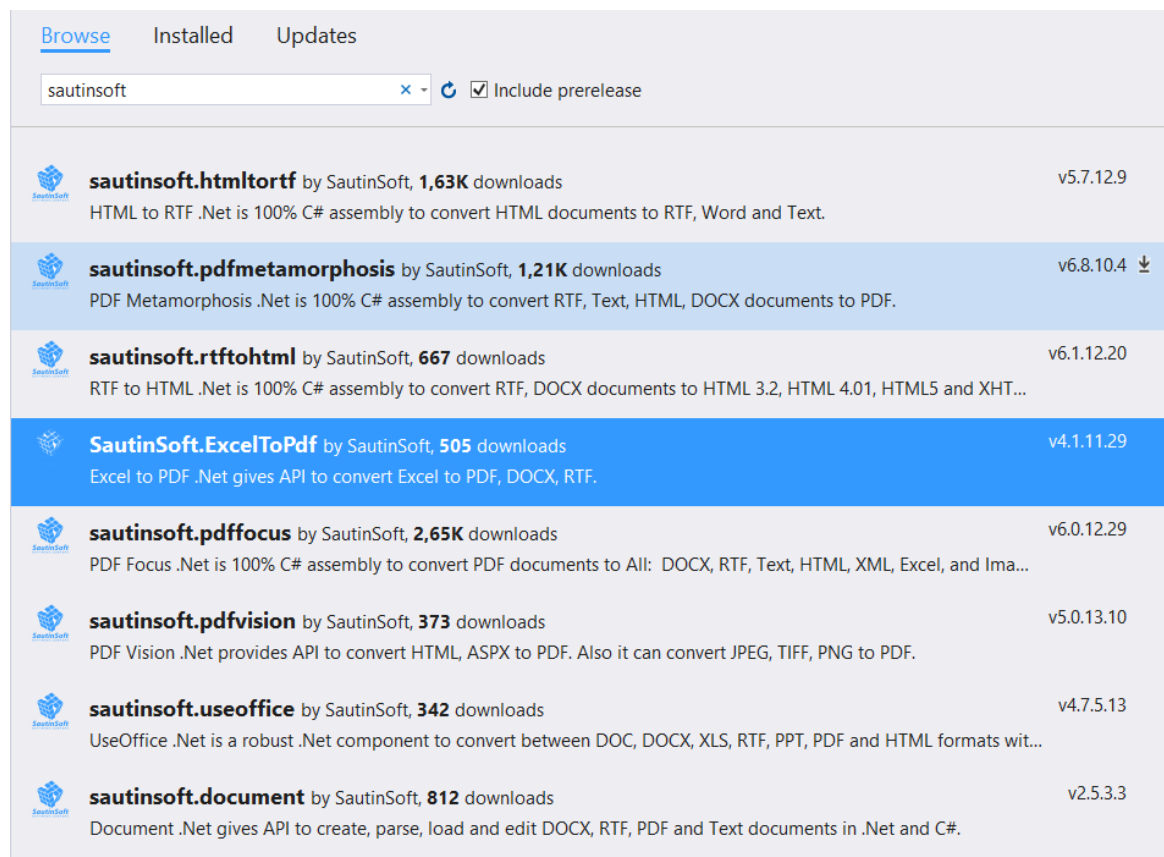 Browse Installed Updates
sautinsoft
Include prerelease
sautinsoft.htmltortf by SautinSoft, 1,63K downloads v5.7.12.9
HTML to RTF .Net is 100% C# assembly to convert HTML documents to RTF, Word and Text.
SautinSoft
sautinsoft.pdfmetamorphosis by SautinSoft, 1,21K downloads v6.8.10.4
PDF Metamorphosis .Net is 100% C# assembly to convert RTF, Text, HTML, DOCX documents to PDF.
SautinSoft
sautinsoft.rtftohtml by SautinSoft, 667 downloads v6.1.12.20
RTF to HTML .Net is 100% C# assembly to convert RTF, DOCX documents to HTML 3.2, HTML 4.01, HTML5 and XHT...
SautinSoft
SautinSoft.ExcelToPdf by SautinSoft, 505 downloads v4.1.11.29
Excel to PDF .Net gives API to convert Excel to PDF, DOCX, RTF.
sautinsoft.pdffocus by SautinSoft, 2,65K downloads v6.0.12.29
PDF Focus .Net is 100% C# assembly to convert PDF documents to All: DOCX, RTF, Text, HTML, XML, Excel, and Ima...
SautinSoft
sautinsoft.pdfvision by SautinSoft, 373 downloads v5.0.13.10
PDF Vision .Net provides API to convert HTML, ASPX to PDF. Also it can convert JPEG, TIFF, PNG to PDF.
SautinSoft
sautinsoft.useoffice by SautinSoft, 342 downloads v4.7.5.13
UseOffice .Net is a robust .Net component to convert between DOC, DOCX, XLS, RTF, PPT, PDF and HTML formats wit...
SautinSoft
sautinsoft.document by SautinSoft, 812 downloads v2.5.3.3
Document .Net gives API to create, parse, load and edit DOCX, RTF, PDF and Text documents in .Net and C#.
SautinSoft